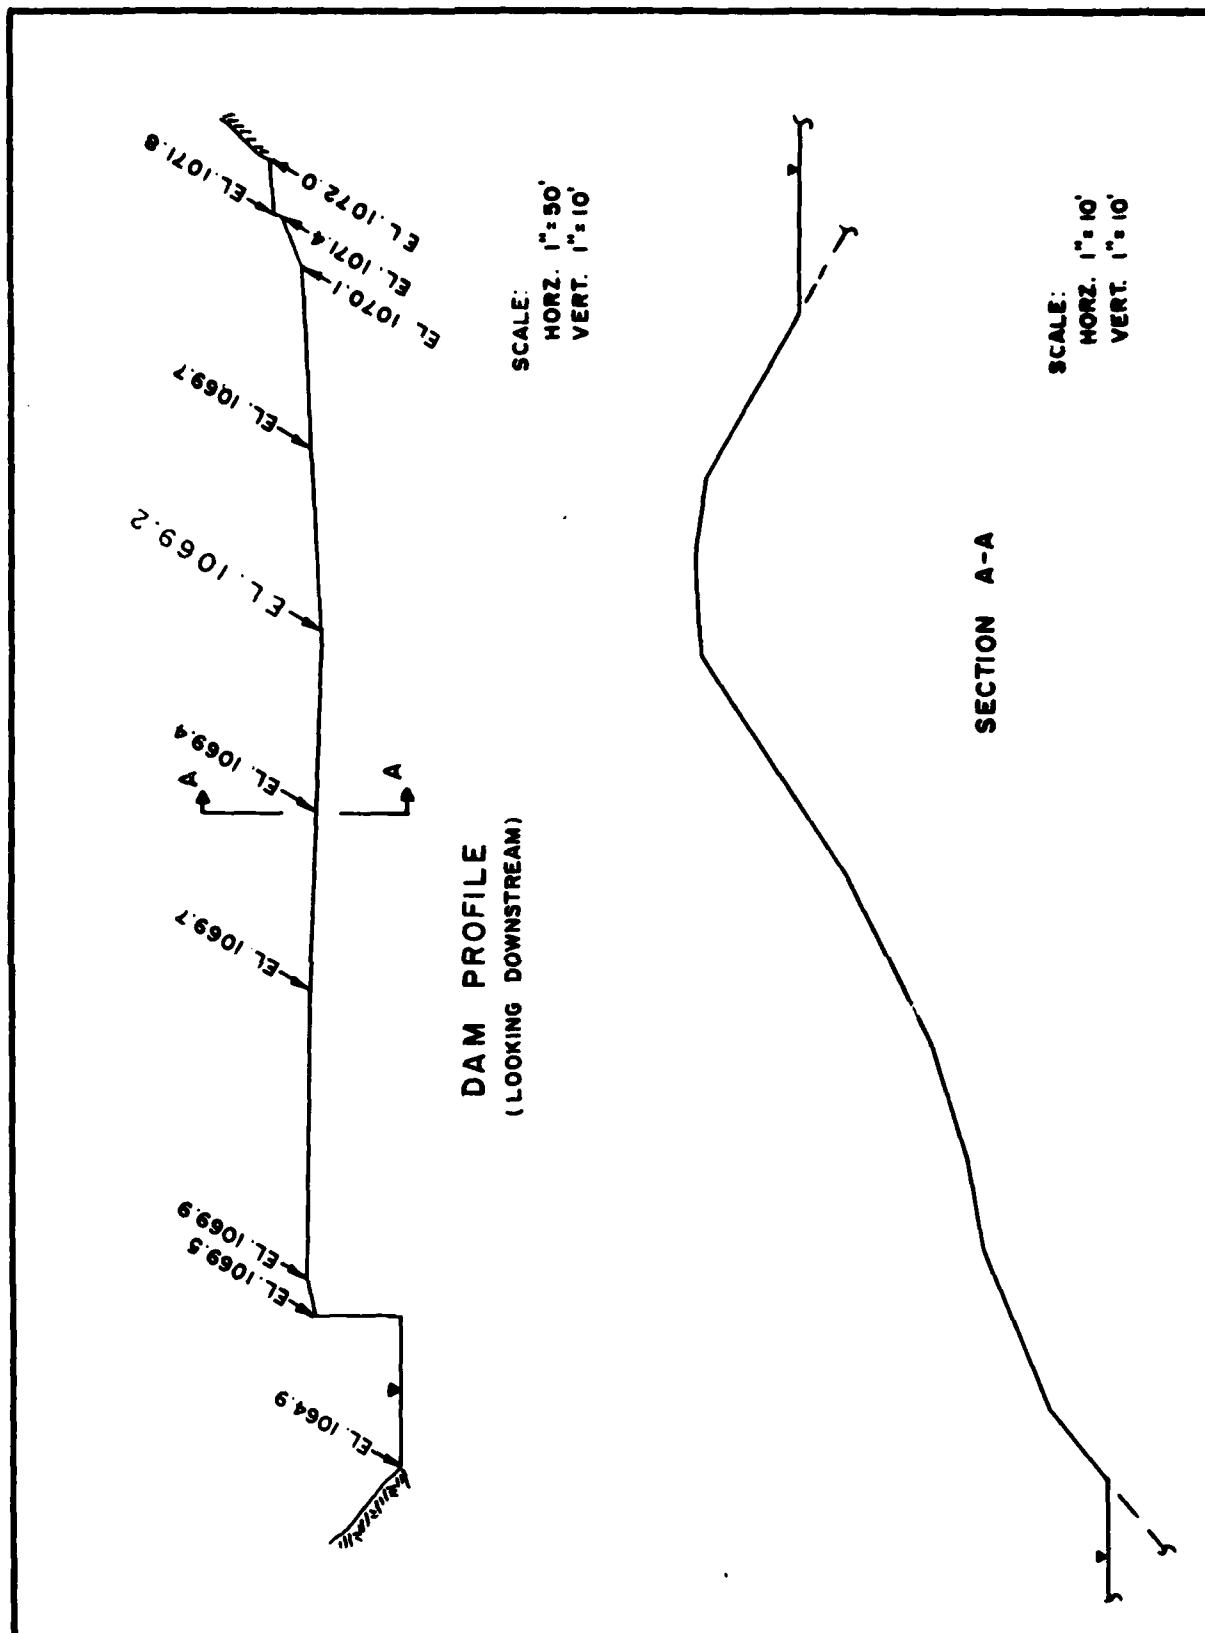 EL. 1064.9
EL. 1069.5
EL. 1069.9
EL. 1069.7
EL. 1069.4
EL. 1069.2
EL. 1069.7
EL. 1071.8
EL 1070.1
EL. 1071.4
EL. 1072.0
A
A
DAM PROFILE
(LOOKING DOWNSTREAM)
SCALE:
HORZ. 1"=50'
VERT. 1"=10'
SECTION A-A
SCALE:
HORZ. 1"=10'
VERT. 1"=10'